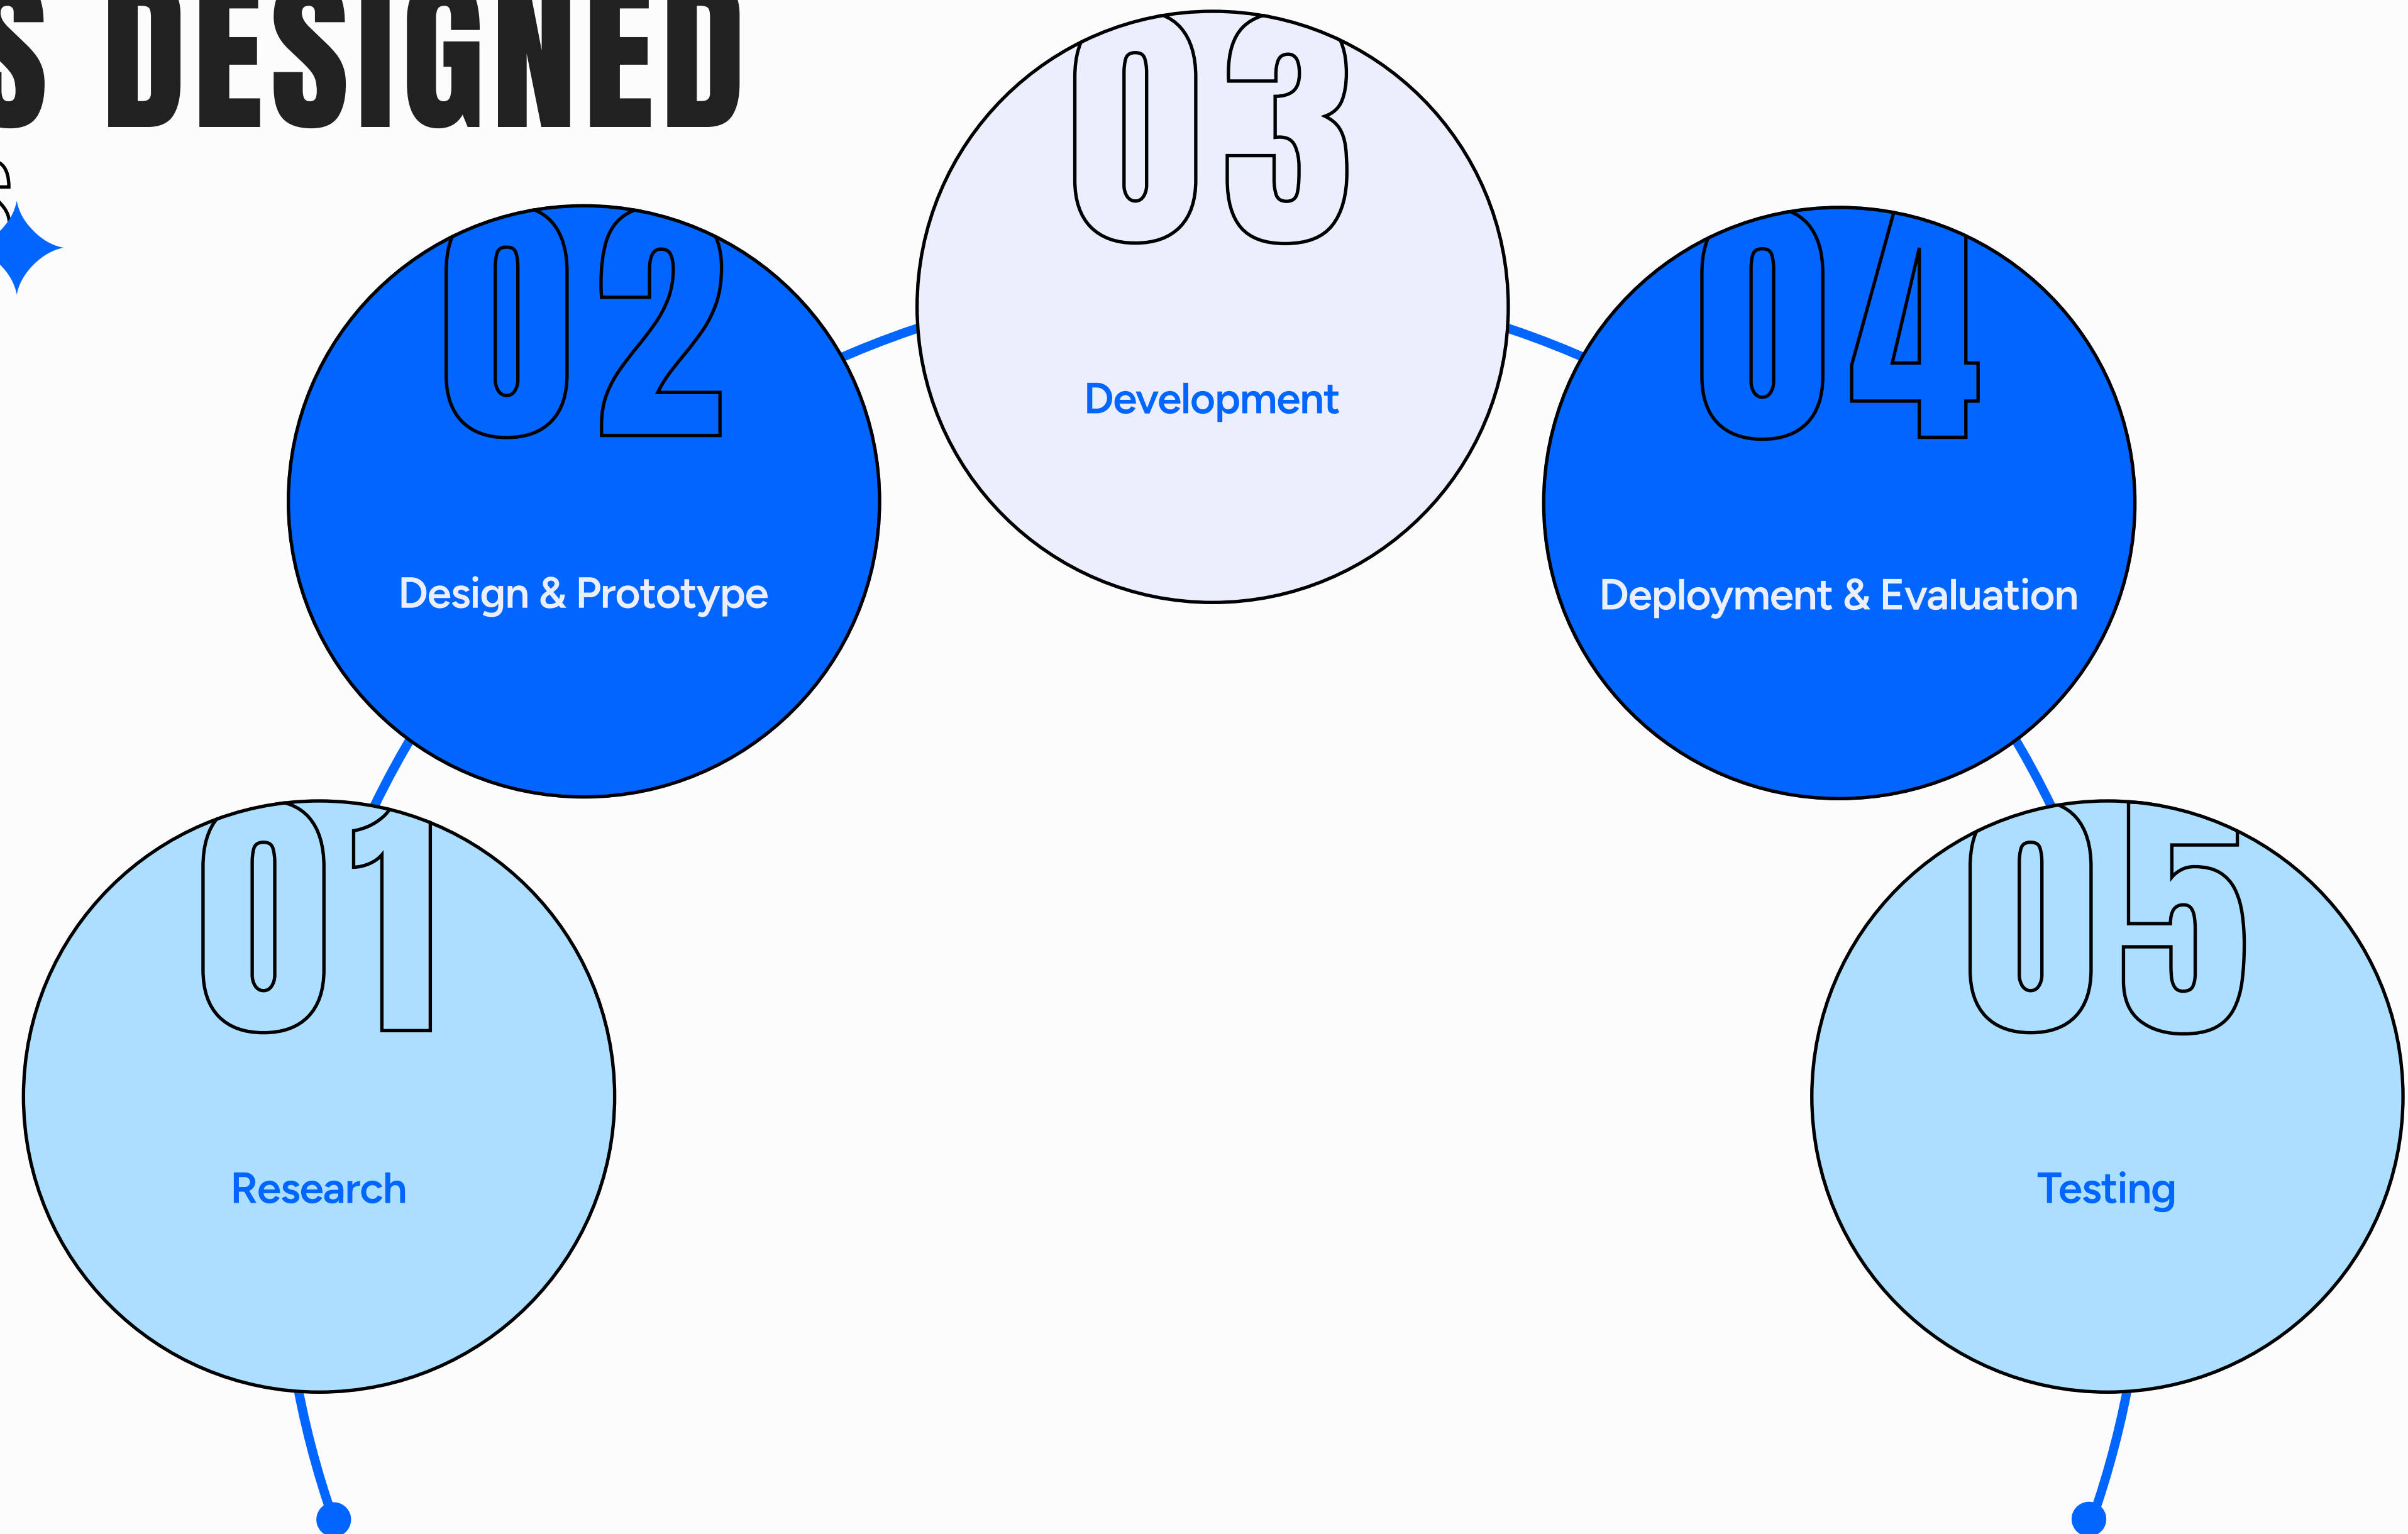 S DESIGNED
03
Development
02
Design & Prototype
04
Deployment & Evaluation
01
Research
05
Testing